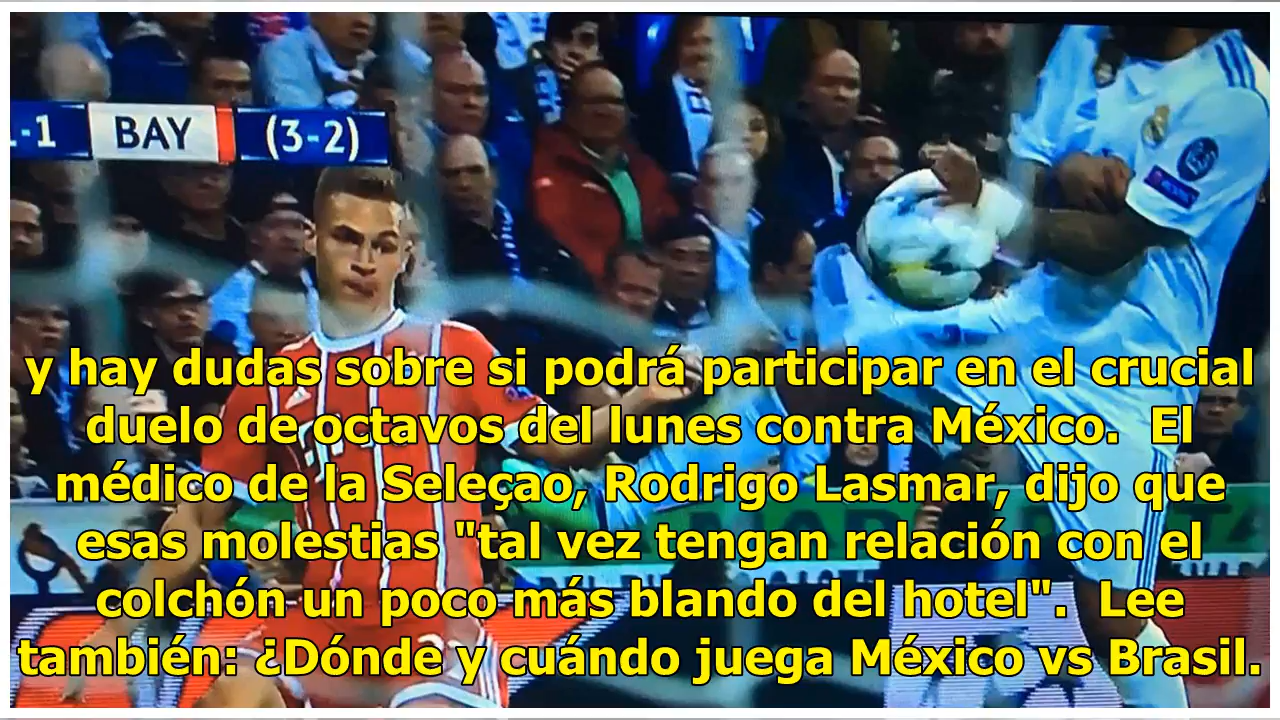 -1 BAY (3-2)
y hay dudas sobre si podrá participar en el crucial
duelo de octavos del lunes contra México. El
médico de la Seleçao, Rodrigo Lasmar, dijo que
esas molestias "tal vez tengan relación con el
colchón un poco más blando del hotel". Lee
también: ¿Dónde y cuándo juega México vs Brasil.